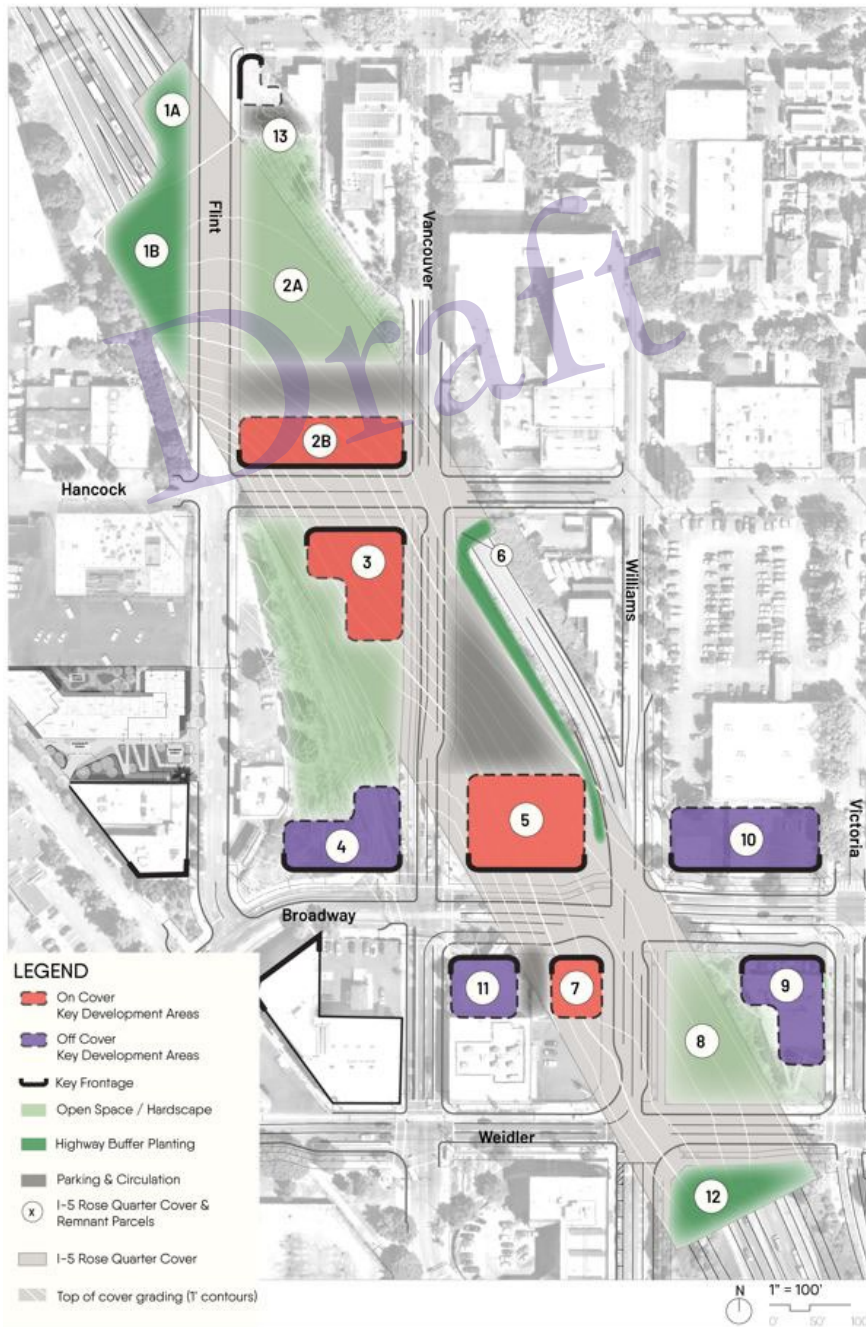 1A
13
Flint
Vancouver
1B
2A
Draft
2B
Hancock
3
6
Williams
5
4
10
Victoria
Broadway
11
7
9
8
Weidler
12
LEGEND
On Cover
Key Development Areas
Off Cover
Key Development Areas
Key Frontage
Open Space / Hardscape
Highway Buffer Planting
Parking & Circulation
X
I-5 Rose Quarter Cover &
Remnant Parcels
I-5 Rose Quarter Cover
Top of cover grading (1' contours)
N
1" = 100'
0' 50' 100